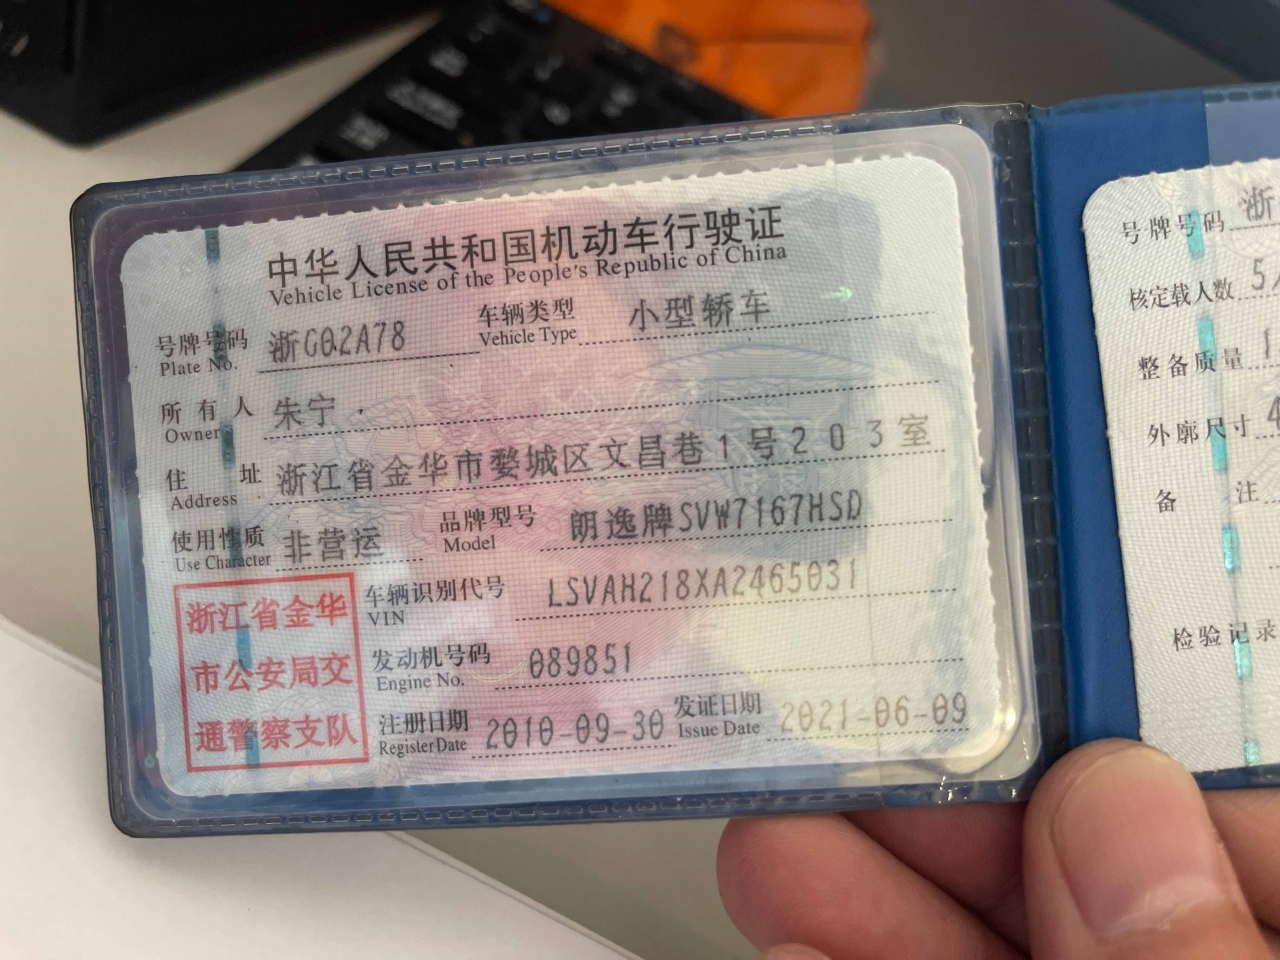 中华人民共和国机动车行驶证
Vehicle License of the People's Republic of China
号牌号码 浙GQ2A78 车辆类型 小型轿车
Plate No. Vehicle Type
所有人 朱宁
Owner
住址 浙江省金华市婺城区文昌巷1号203室
Address
使用性质 非营运 品牌型号 朗逸牌SVW7167HSD
Use Character Model
浙江省金华
市公安局交
通警察支队
车辆识别代号 LSVAH218XA2465031
VIN
发动机号码 089851
Engine No.
注册日期 2010-09-30 发证日期 2021-06-09
Register Date Issue Date
号牌号码 浙
核定载人数 5
整备质量 1
外廓尺寸 4
备注
检验记录